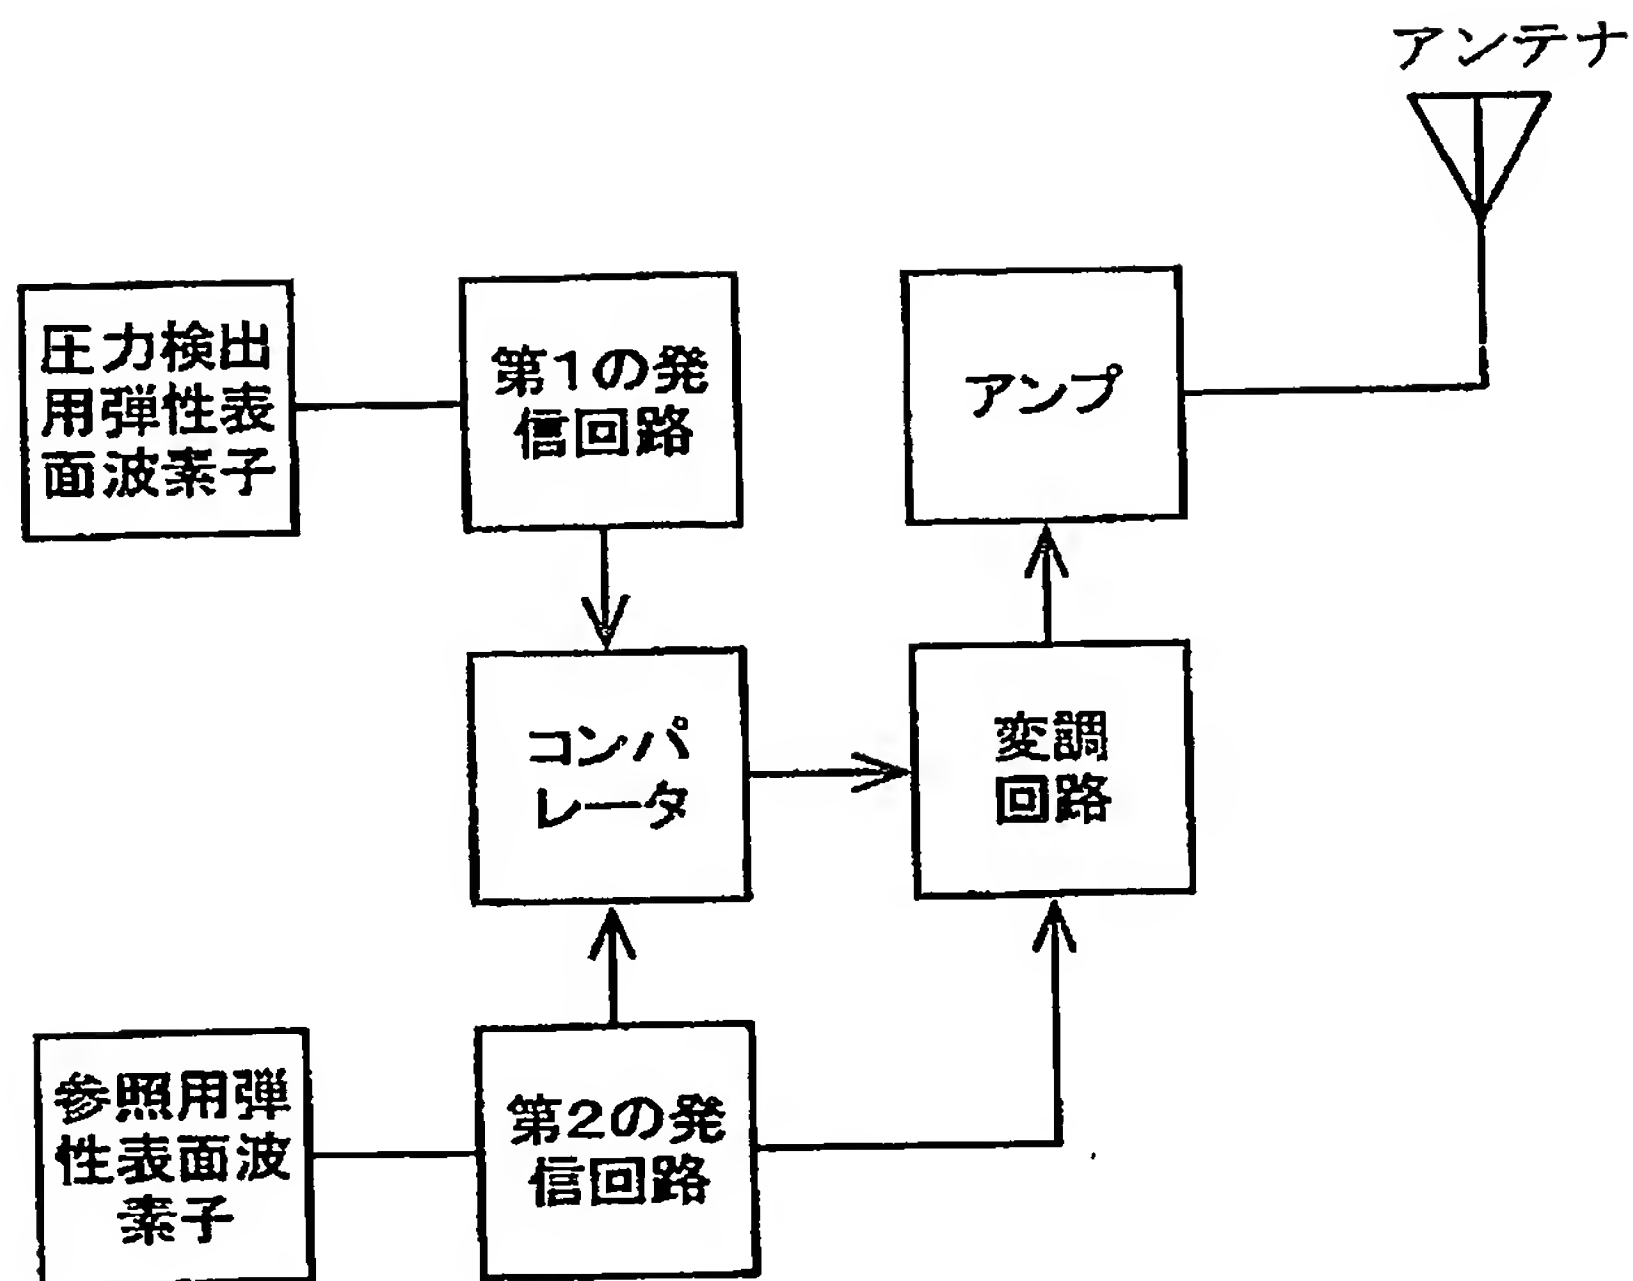 アンテナ
圧力検出
用弾性表
面波素子
第1の発
信回路
アンプ
コンパ
レータ
変調
回路
参照用弾
性表面波
素子
第2の発
信回路